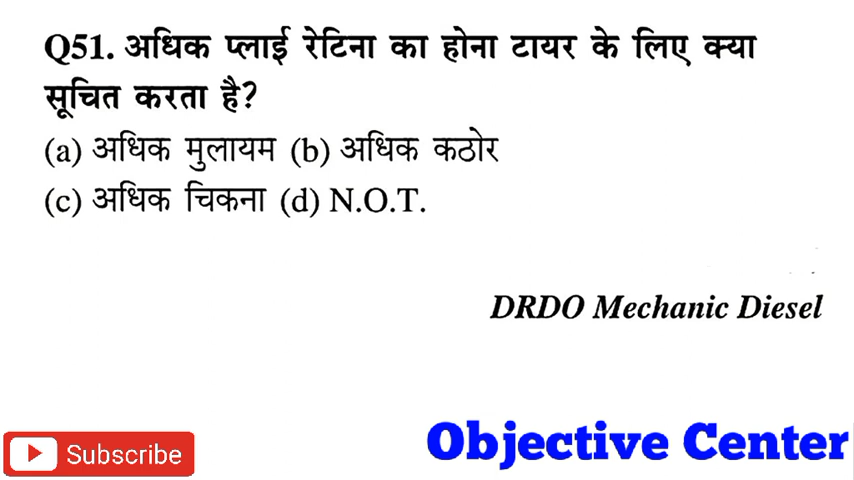 Q51. अधिक प्लाई रेटिना का होना टायर के लिए क्या
सूचित करता है?
(a) अधिक मुलायम (b) अधिक कठोर
(c) अधिक चिकना (d) N.O.T.
DRDO Mechanic Diesel
Objective Center
Subscribe